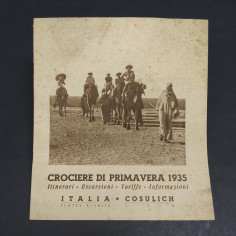 CROCIERE DI PRIMAVERA 1935
Itinerari - Escursioni - Tariffe - Informazioni
ITALIA • COSULICH